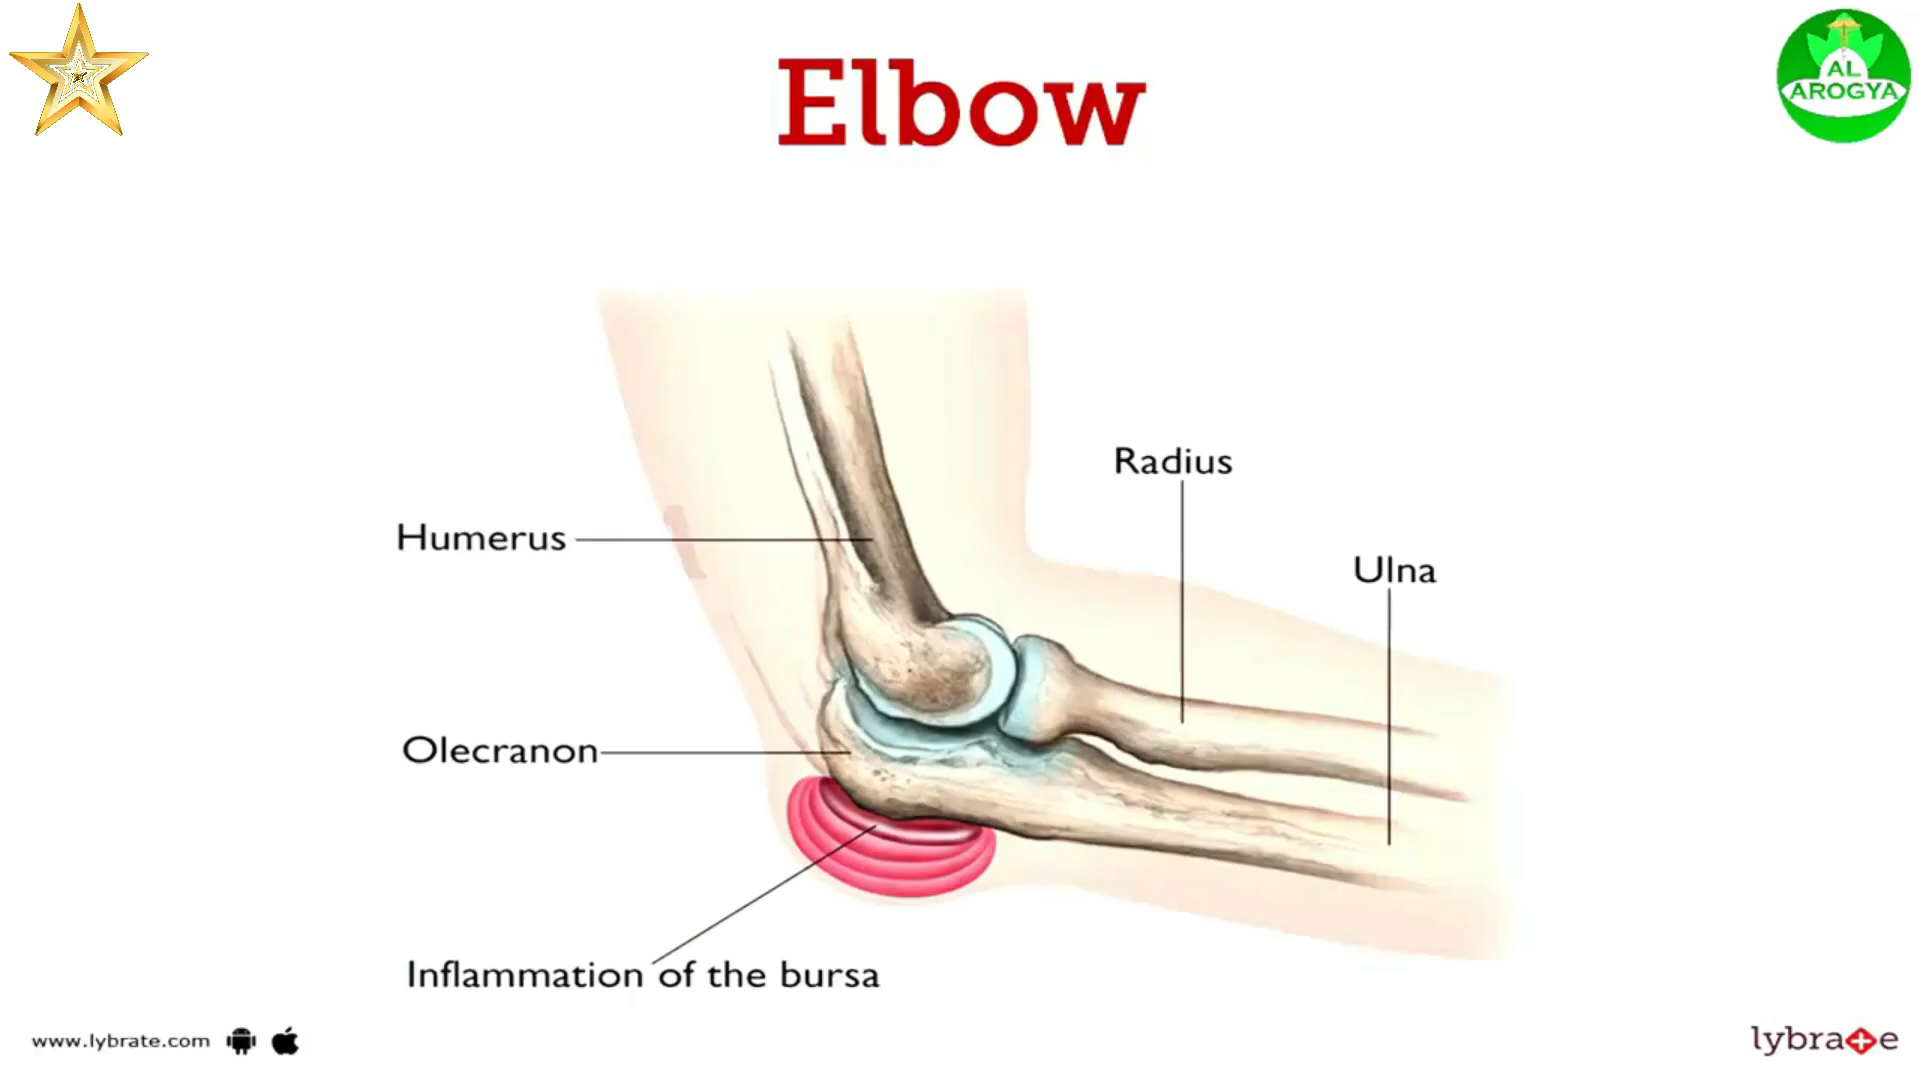 Elbow
AL
AROGYA
Radius
Humerus
Ulna
Olecranon
Inflammation of the bursa
www.lybrate.com
lybrate